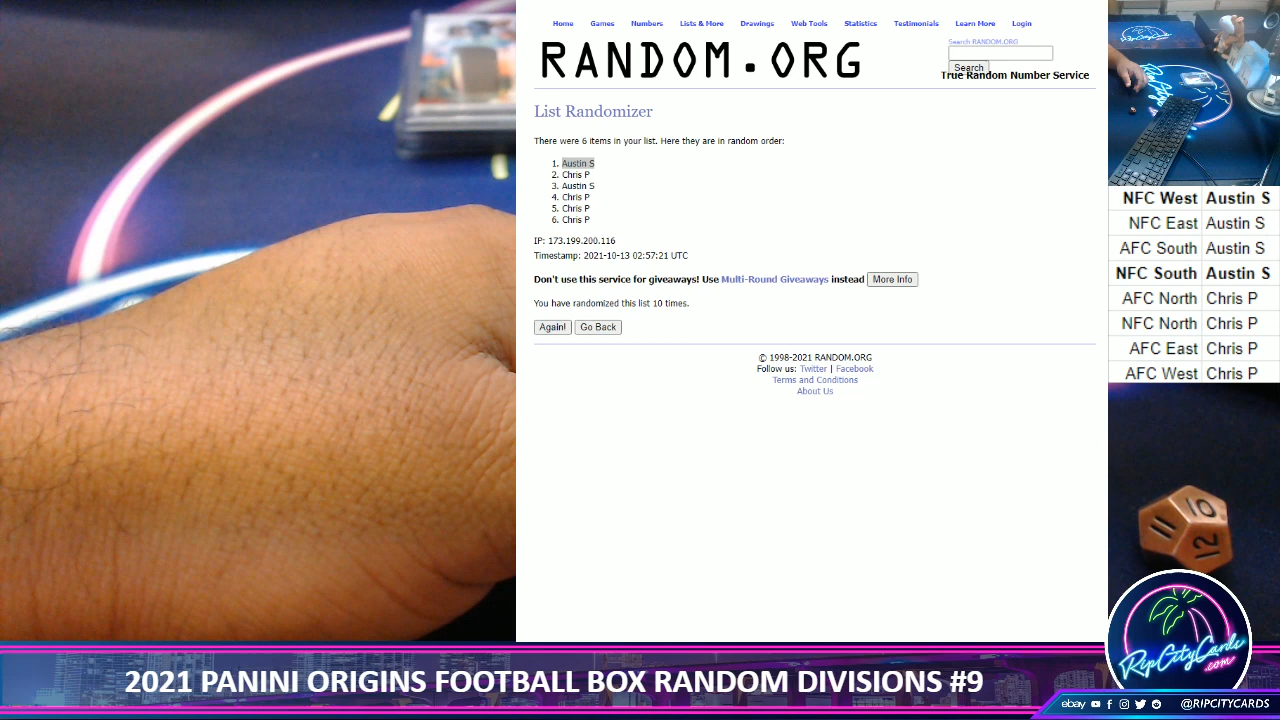 Home Games Numbers Lists & More Drawings Web Tools Statistics Testimonials Learn More Login
RANDOM.ORG
Search RANDOM.ORG
Search
True Random Number Service
List Randomizer
There were 6 items in your list. Here they are in random order:
1. Austin S
2. Chris P
3. Austin S
4. Chris P
5. Chris P
6. Chris P
IP: 173.199.200.116
Timestamp: 2021-10-13 02:57:21 UTC
Don't use this service for giveaways! Use Multi-Round Giveaways instead More Info
You have randomized this list 10 times.
Again! Go Back
© 1998-2021 RANDOM.ORG
Follow us: Twitter | Facebook
Terms and Conditions
About Us
NFC West Austin S
NFC East Austin S
AFC South Austin S
NFC South Austin S
AFC North Chris P
NFC North Chris P
AFC East Chris P
AFC West Chris P
11 10 12
RipCityCards
.com
2021 PANINI ORIGINS FOOTBALL BOX RANDOM DIVISIONS #9
ebay @RIPCITYCARDS